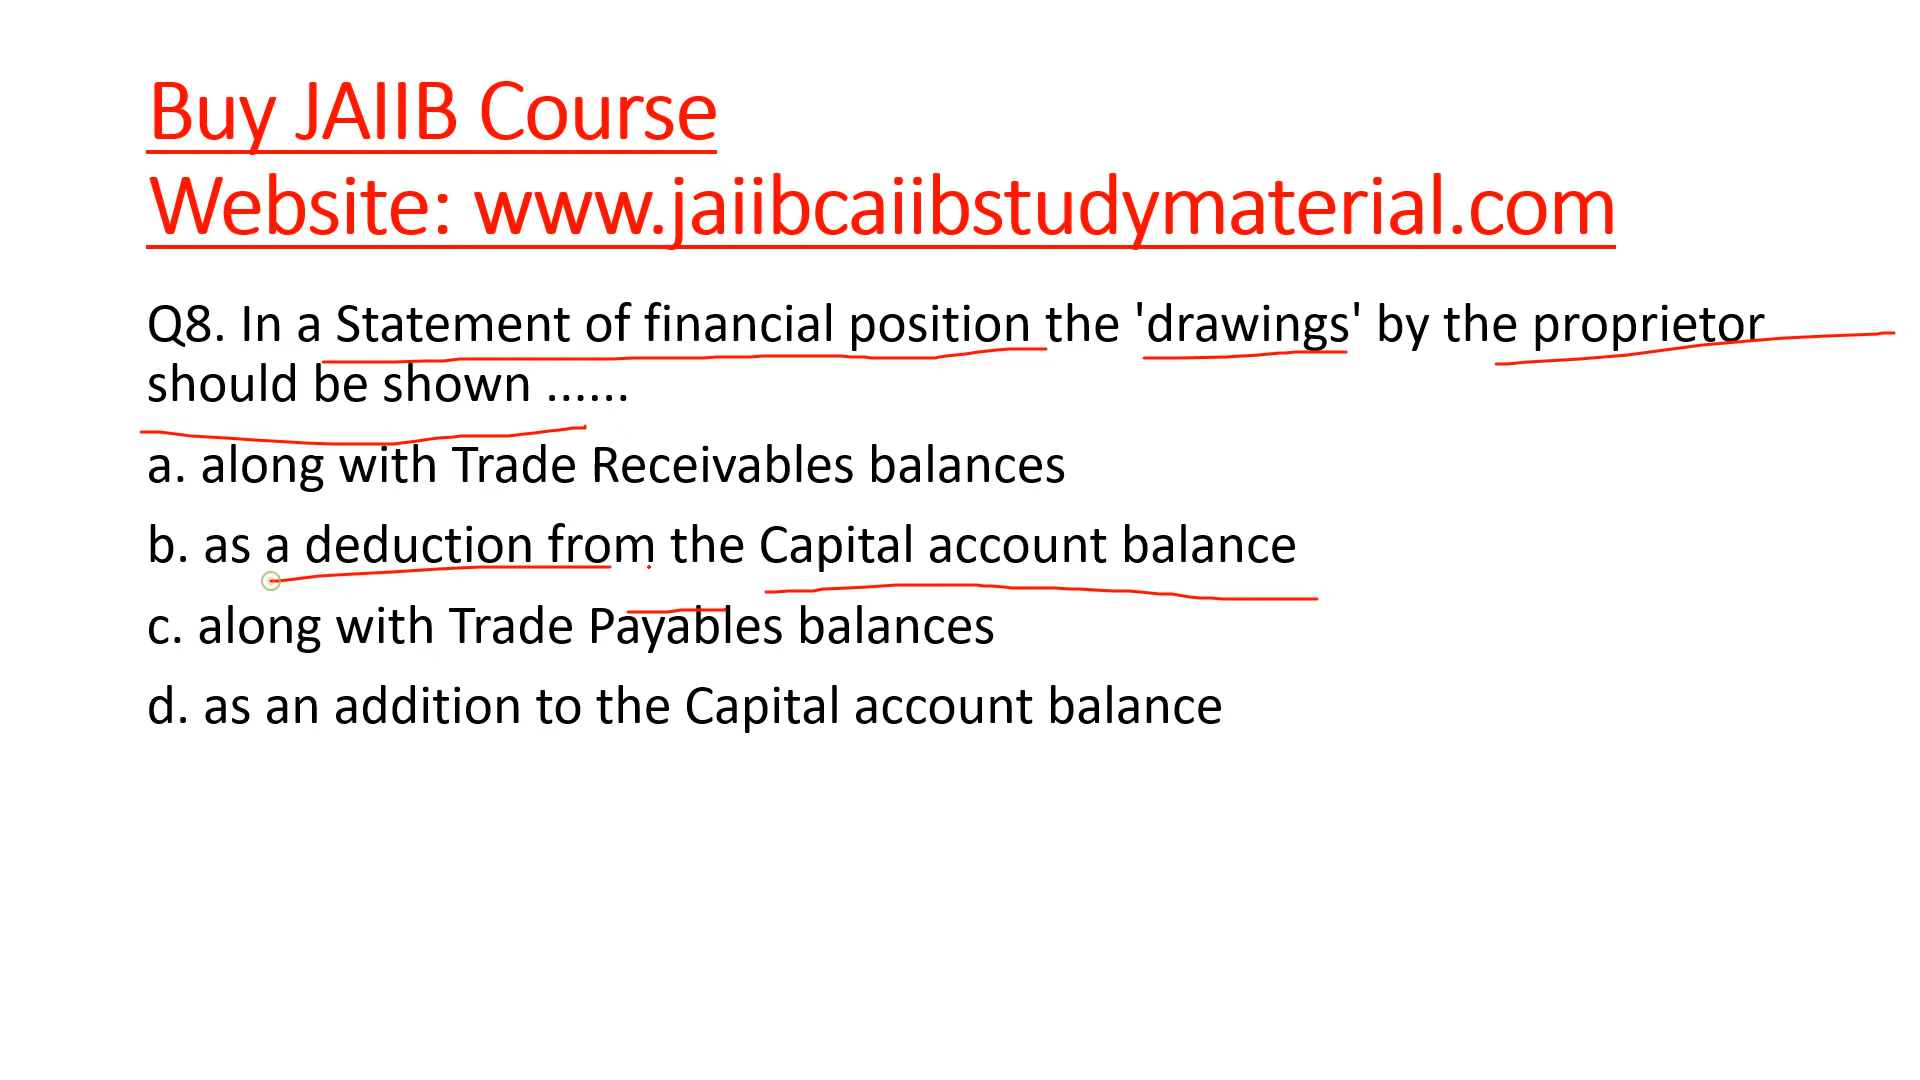 Buy JAIIB Course
Website: www.jaiibcaiibstudymaterial.com
Q8. In a Statement of financial position the 'drawings' by the proprietor
should be shown ......
a. along with Trade Receivables balances
b. as a deduction from the Capital account balance
c. along with Trade Payables balances
d. as an addition to the Capital account balance